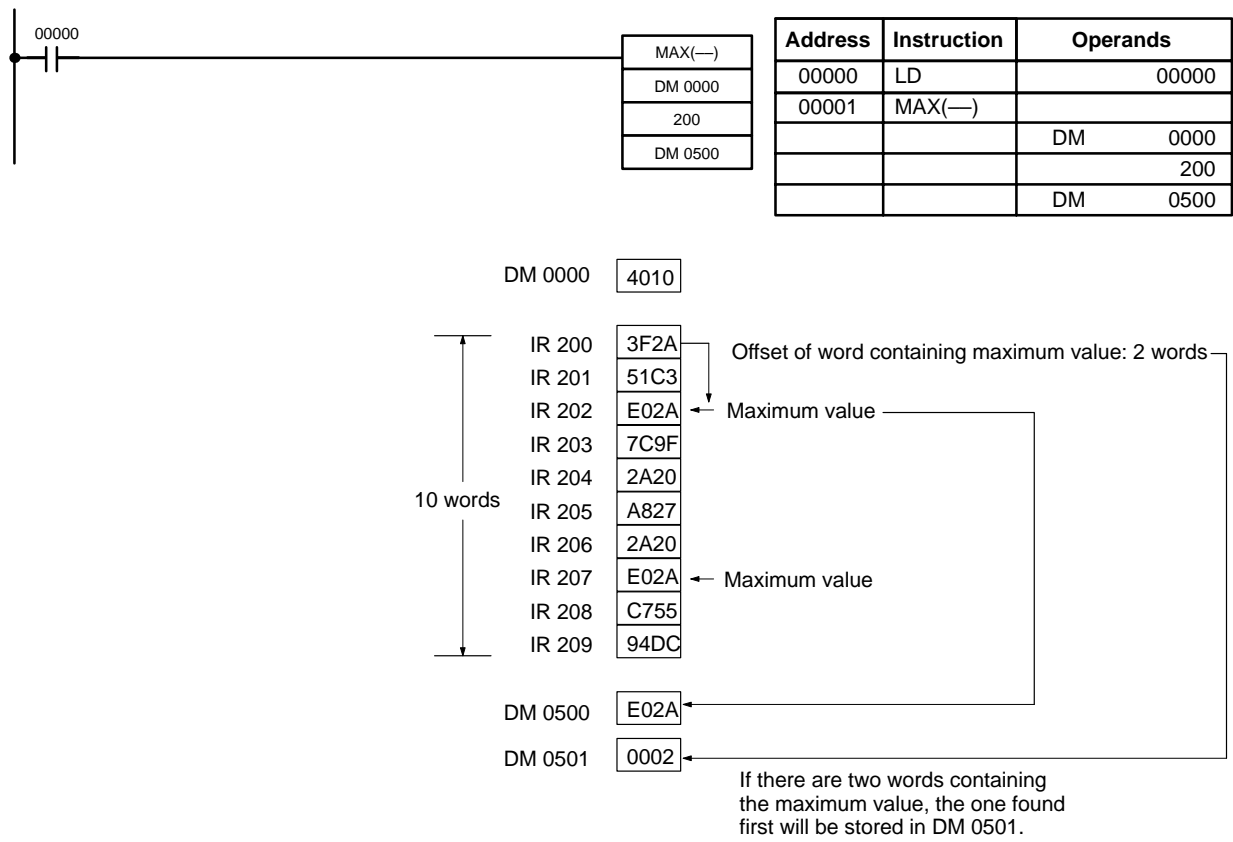 00000
MAX(—)
DM 0000
200
DM 0500
Address Instruction Operands
00000 LD 00000
00001 MAX(—)
DM 0000
200
DM 0500
DM 0000 4010
IR 200 3F2A Offset of word containing maximum value: 2 words
IR 201 51C3
IR 202 E02A Maximum value
IR 203 7C9F
IR 204 2A20
10 words
IR 205 A827
IR 206 2A20
IR 207 E02A Maximum value
IR 208 C755
IR 209 94DC
DM 0500 E02A
DM 0501 0002
If there are two words containing
the maximum value, the one found
first will be stored in DM 0501.